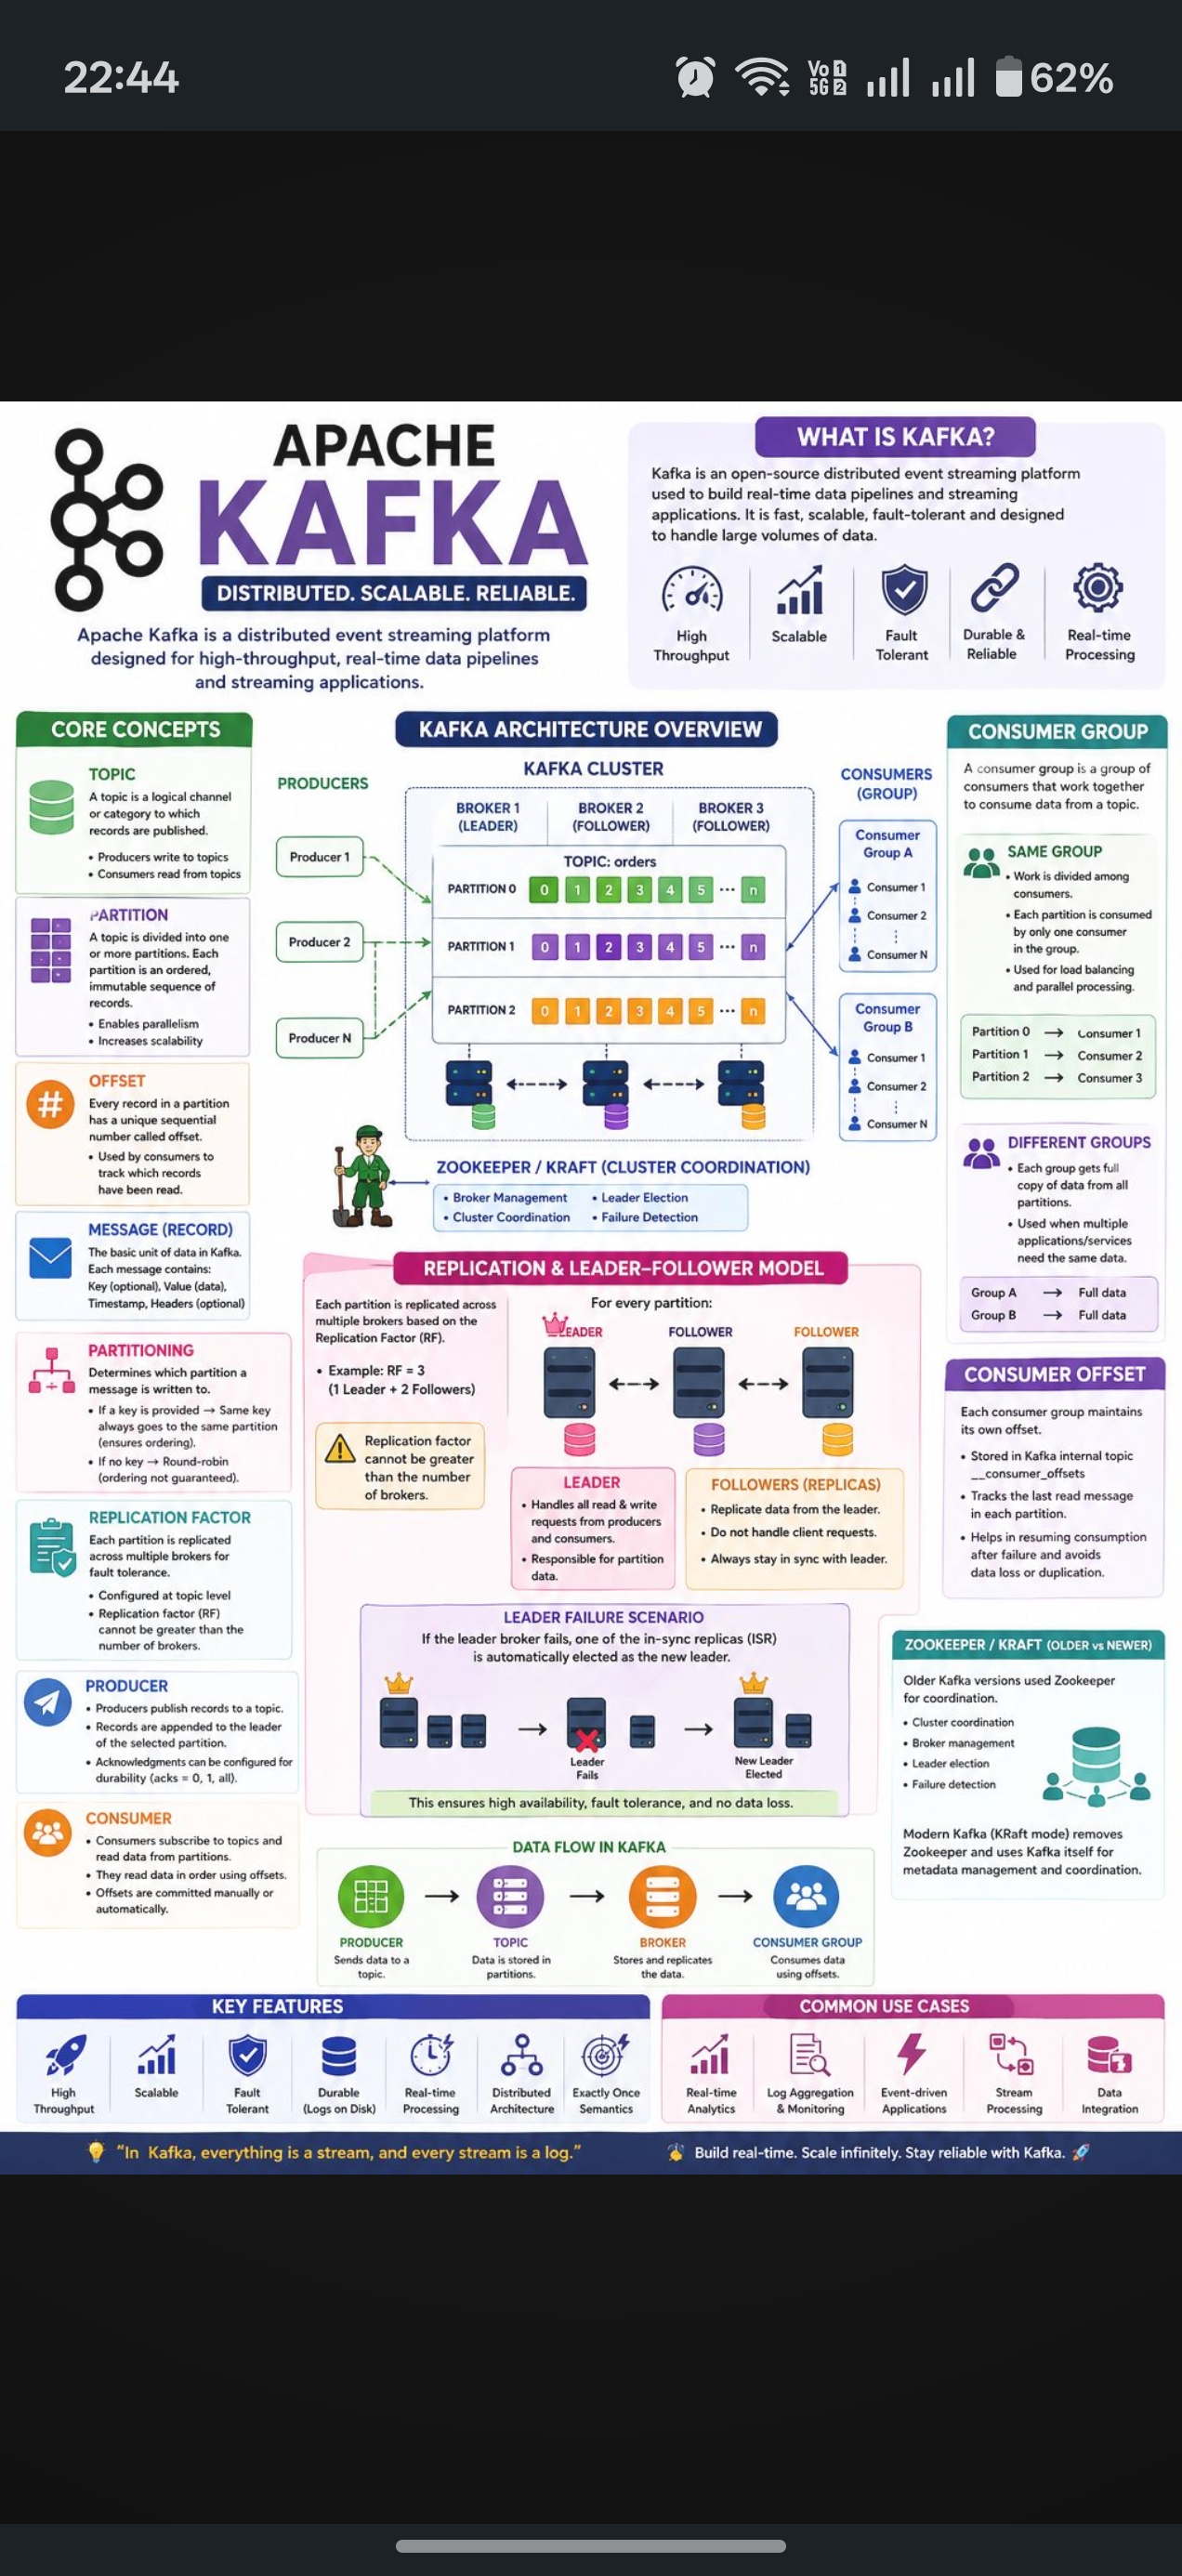 22:44
Vo 1
5G 2
62%
APACHE
KAFKA
DISTRIBUTED. SCALABLE. RELIABLE.
Apache Kafka is a distributed event streaming platform
designed for high-throughput, real-time data pipelines
and streaming applications.
WHAT IS KAFKA?
Kafka is an open-source distributed event streaming platform
used to build real-time data pipelines and streaming
applications. It is fast, scalable, fault-tolerant and designed
to handle large volumes of data.
High
Throughput
Scalable
Fault
Tolerant
Durable &
Reliable
Real-time
Processing
CORE CONCEPTS
TOPIC
A topic is a logical channel
or category to which
records are published.
• Producers write to topics
• Consumers read from topics
PARTITION
A topic is divided into one
or more partitions. Each
partition is an ordered,
immutable sequence of
records.
• Enables parallelism
• Increases scalability
#
OFFSET
Every record in a partition
has a unique sequential
number called offset.
• Used by consumers to
track which records
have been read.
MESSAGE (RECORD)
The basic unit of data in Kafka.
Each message contains:
Key (optional), Value (data),
Timestamp, Headers (optional)
PARTITIONING
Determines which partition a
message is written to.
• If a key is provided → Same key
always goes to the same partition
(ensures ordering).
• If no key → Round-robin
(ordering not guaranteed).
REPLICATION FACTOR
Each partition is replicated
across multiple brokers for
fault tolerance.
• Configured at topic level
• Replication factor (RF)
cannot be greater than the
number of brokers.
PRODUCER
• Producers publish records to a topic.
• Records are appended to the leader
of the selected partition.
• Acknowledgments can be configured for
durability (acks = 0, 1, all).
CONSUMER
• Consumers subscribe to topics and
read data from partitions.
• They read data in order using offsets.
• Offsets are committed manually or
automatically.
KAFKA ARCHITECTURE OVERVIEW
PRODUCERS
Producer 1
Producer 2
Producer N
KAFKA CLUSTER
BROKER 1
(LEADER)
BROKER 2
(FOLLOWER)
BROKER 3
(FOLLOWER)
TOPIC: orders
PARTITION 0 0 1 2 3 4 5 ··· n
PARTITION 1 0 1 2 3 4 5 ··· n
PARTITION 2 0 1 2 3 4 5 ··· n
CONSUMERS
(GROUP)
Consumer
Group A
Consumer 1
Consumer 2
Consumer N
Consumer
Group B
Consumer 1
Consumer 2
Consumer N
ZOOKEEPER / KRAFT (CLUSTER COORDINATION)
• Broker Management • Leader Election
• Cluster Coordination • Failure Detection
REPLICATION & LEADER–FOLLOWER MODEL
Each partition is replicated across
multiple brokers based on the
Replication Factor (RF).
• Example: RF = 3
(1 Leader + 2 Followers)
Replication factor
cannot be greater
than the number
of brokers.
For every partition:
LEADER
FOLLOWER
FOLLOWER
LEADER
• Handles all read & write
requests from producers
and consumers.
• Responsible for partition
data.
FOLLOWERS (REPLICAS)
• Replicate data from the leader.
• Do not handle client requests.
• Always stay in sync with leader.
LEADER FAILURE SCENARIO
If the leader broker fails, one of the in-sync replicas (ISR)
is automatically elected as the new leader.
Leader
Fails
New Leader
Elected
This ensures high availability, fault tolerance, and no data loss.
DATA FLOW IN KAFKA
PRODUCER
Sends data to a
topic.
TOPIC
Data is stored in
partitions.
BROKER
Stores and replicates
the data.
CONSUMER GROUP
Consumes data
using offsets.
CONSUMER GROUP
A consumer group is a group of
consumers that work together
to consume data from a topic.
SAME GROUP
• Work is divided among
consumers.
• Each partition is consumed
by only one consumer
in the group.
• Used for load balancing
and parallel processing.
Partition 0 → Consumer 1
Partition 1 → Consumer 2
Partition 2 → Consumer 3
DIFFERENT GROUPS
• Each group gets full
copy of data from all
partitions.
• Used when multiple
applications/services
need the same data.
Group A → Full data
Group B → Full data
CONSUMER OFFSET
Each consumer group maintains
its own offset.
• Stored in Kafka internal topic
__consumer_offsets
• Tracks the last read message
in each partition.
• Helps in resuming consumption
after failure and avoids
data loss or duplication.
ZOOKEEPER / KRAFT (OLDER vs NEWER)
Older Kafka versions used Zookeeper
for coordination.
• Cluster coordination
• Broker management
• Leader election
• Failure detection
Modern Kafka (KRaft mode) removes
Zookeeper and uses Kafka itself for
metadata management and coordination.
KEY FEATURES
High
Throughput
Scalable
Fault
Tolerant
Durable
(Logs on Disk)
Real-time
Processing
Distributed
Architecture
Exactly Once
Semantics
COMMON USE CASES
Real-time
Analytics
Log Aggregation
& Monitoring
Event-driven
Applications
Stream
Processing
Data
Integration
“In Kafka, everything is a stream, and every stream is a log.”
Build real-time. Scale infinitely. Stay reliable with Kafka.